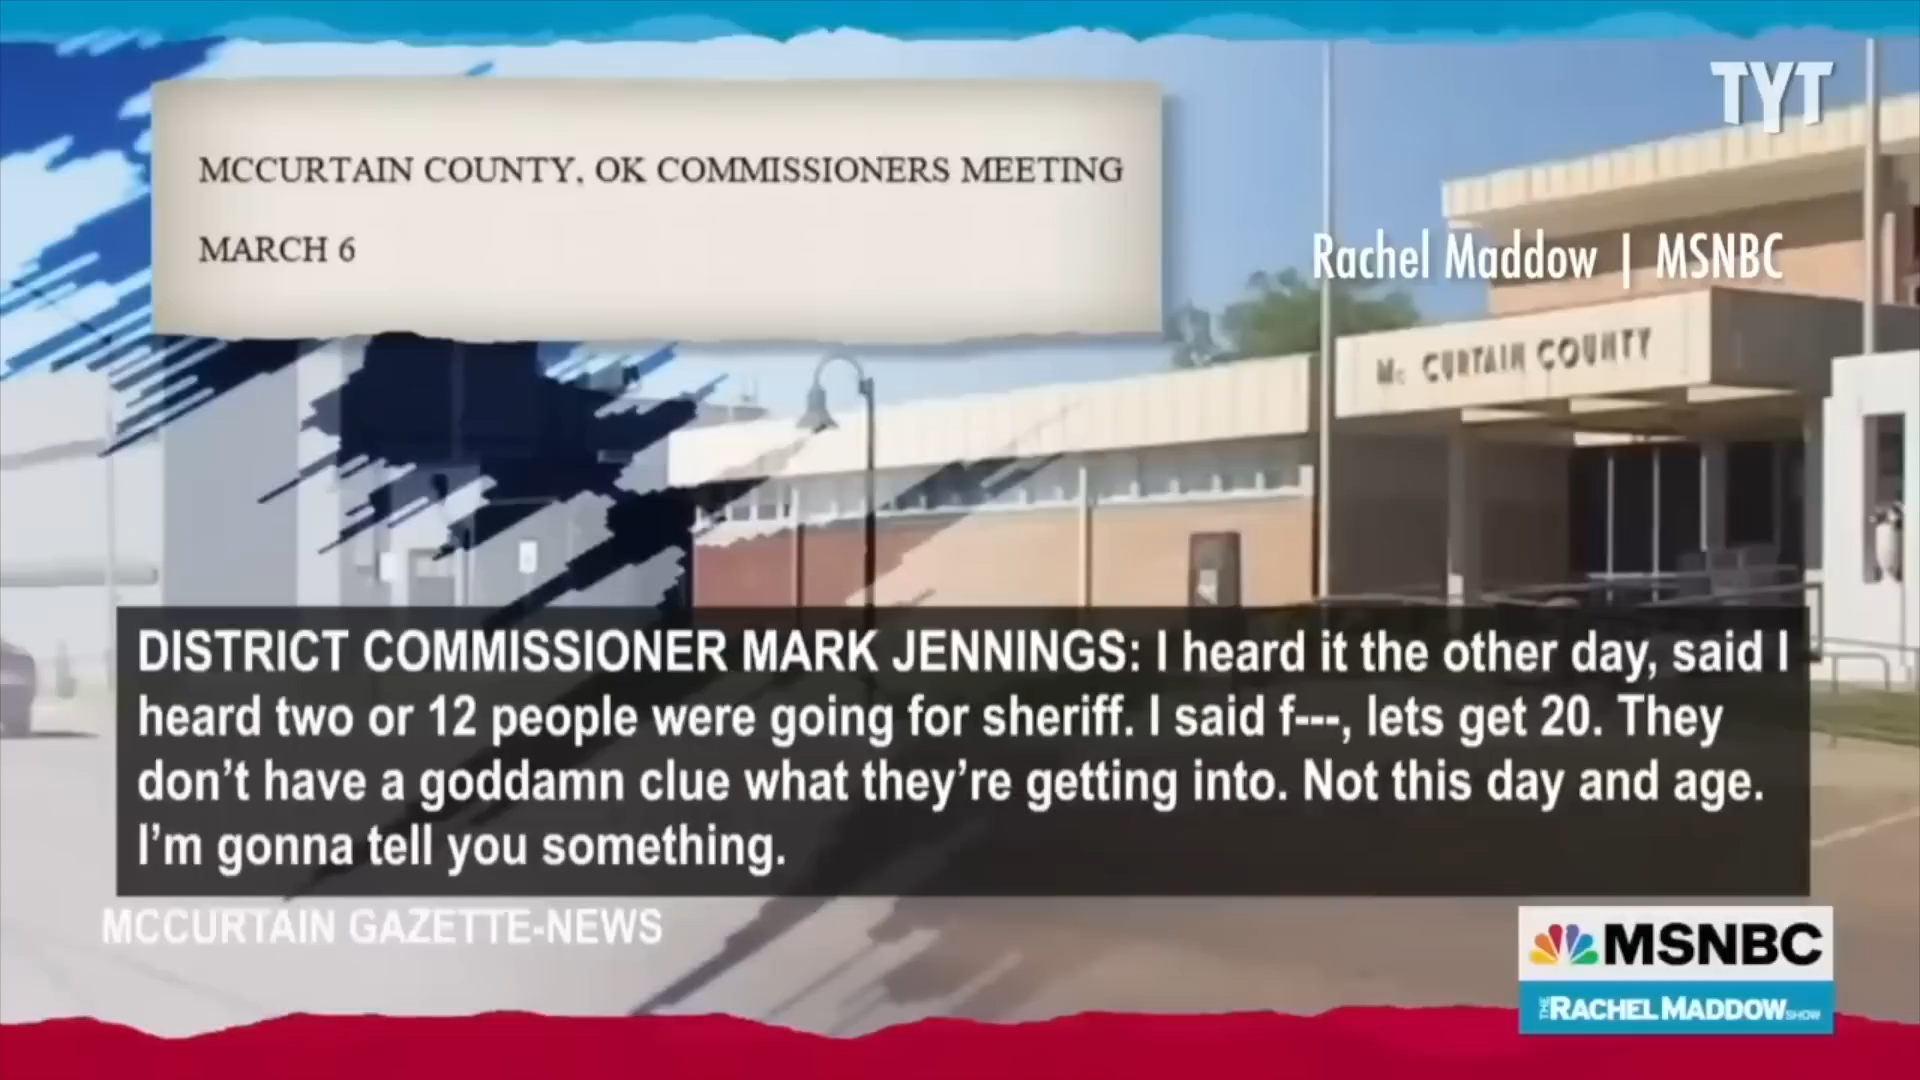 TYT
MCCURTAIN COUNTY, OK COMMISSIONERS MEETING
MARCH 6
Rachel Maddow | MSNBC
Mc CURTAIN COUNTY
DISTRICT COMMISSIONER MARK JENNINGS: I heard it the other day, said I
heard two or 12 people were going for sheriff. I said f---, lets get 20. They
don't have a goddamn clue what they're getting into. Not this day and age.
I'm gonna tell you something.
MCCURTAIN GAZETTE-NEWS
MSNBC
THE RACHEL MADDOW SHOW